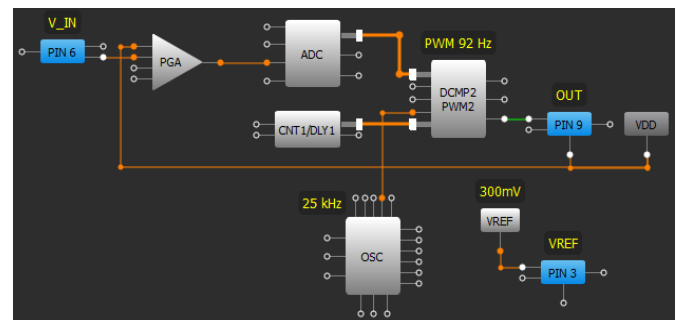 V_IN
PIN 6
PGA
ADC
PWM 92 Hz
DCMP2
PWM2
OUT
PIN 9
VDD
CNT1/DLY1
25 kHz
OSC
300mV
VREF
VREF
PIN 3